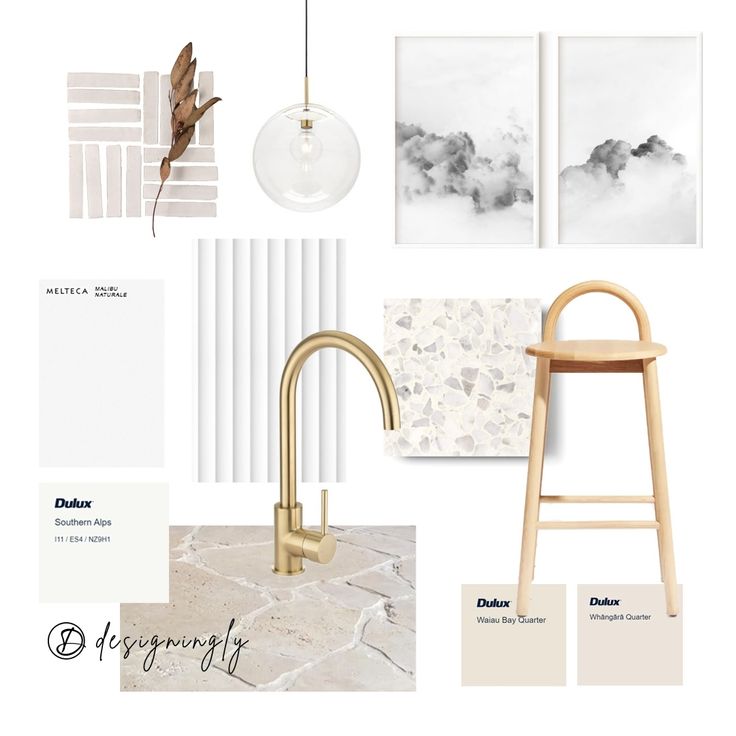 MELTECA MALIBU
NATURALE
Dulux
Southern Alps
I11 / ES4 / NZ9H1
Dulux
Waiau Bay Quarter
Dulux
Whāngārā Quarter
D designingly